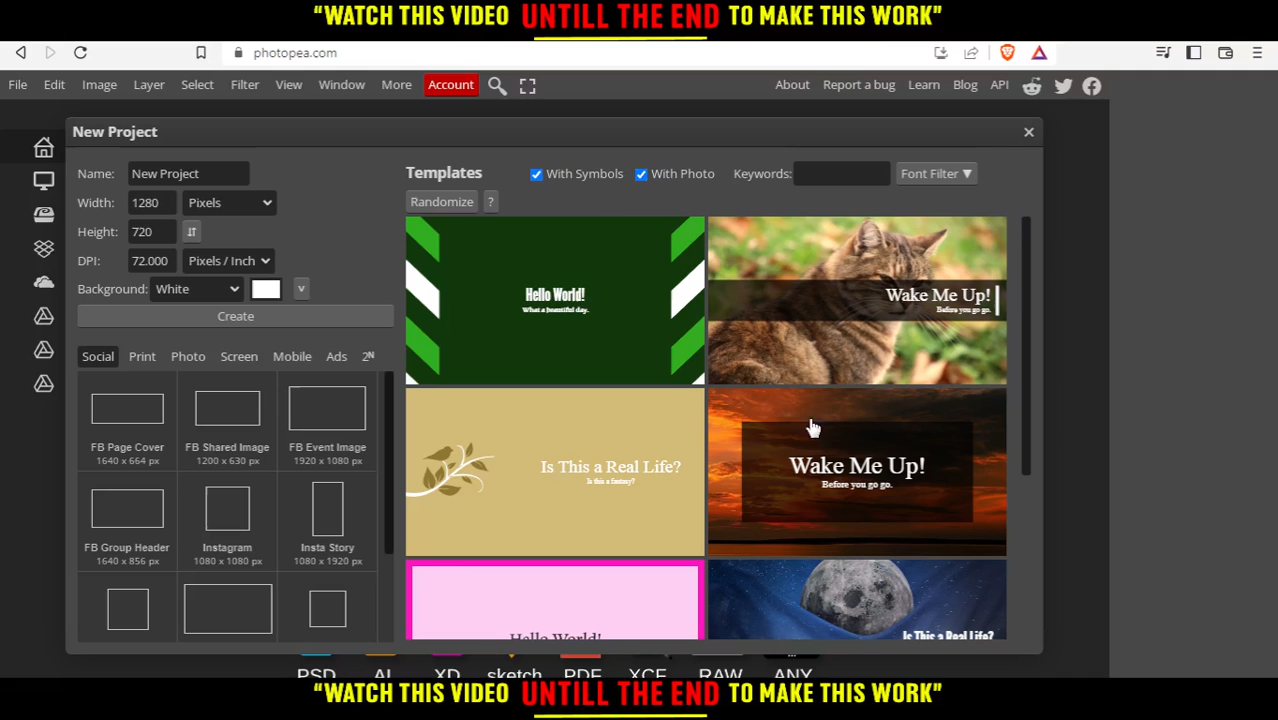 “WATCH THIS VIDEO UNTILL THE END TO MAKE THIS WORK”
photopea.com
File Edit Image Layer Select Filter View Window More Account About Report a bug Learn Blog API
New Project
Name: New Project
Width: 1280 Pixels
Height: 720
DPI: 72.000 Pixels / Inch
Background: White v
Create
Social Print Photo Screen Mobile Ads 2ᴺ
FB Page Cover FB Shared Image FB Event Image
1640 x 664 px 1200 x 630 px 1920 x 1080 px
FB Group Header Instagram Insta Story
1640 x 856 px 1080 x 1080 px 1080 x 1920 px
Templates With Symbols With Photo Keywords: Font Filter ▼
Randomize ?
Hello World!
What a beautiful day.
Wake Me Up!
Before you go go.
Is This a Real Life?
Is this a fantasy?
Wake Me Up!
Before you go go.
Hello World!
Is This a Real Life?
PSD AI XD sketch PDF XCF RAW ANY
“WATCH THIS VIDEO UNTILL THE END TO MAKE THIS WORK”